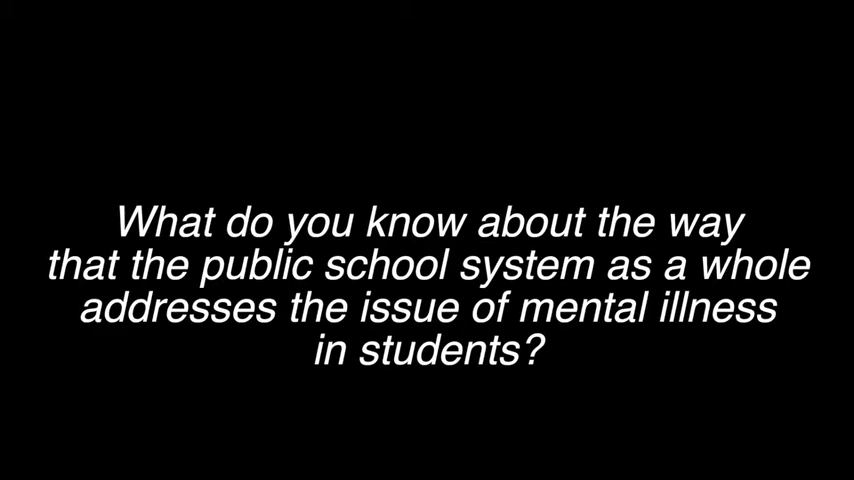 What do you know about the way
that the public school system as a whole
addresses the issue of mental illness
in students?